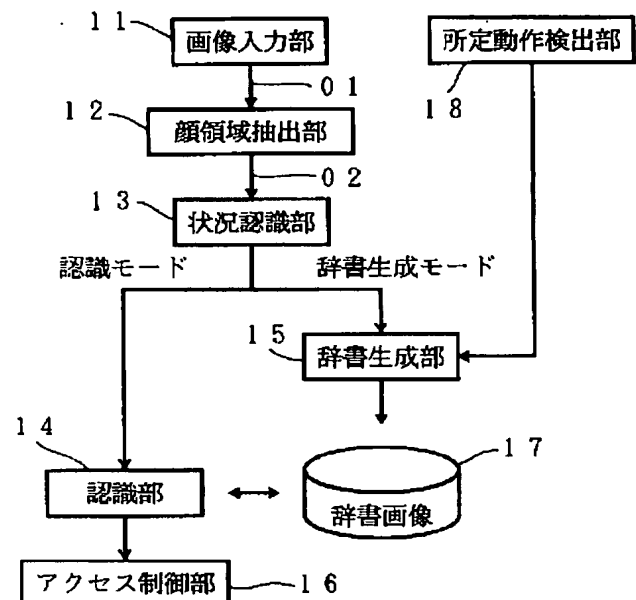 11
画像入力部
所定動作検出部
01
18
12
顔領域抽出部
02
13
状況認識部
認識モード
辞書生成モード
15
辞書生成部
14
17
認識部
辞書画像
アクセス制御部
16